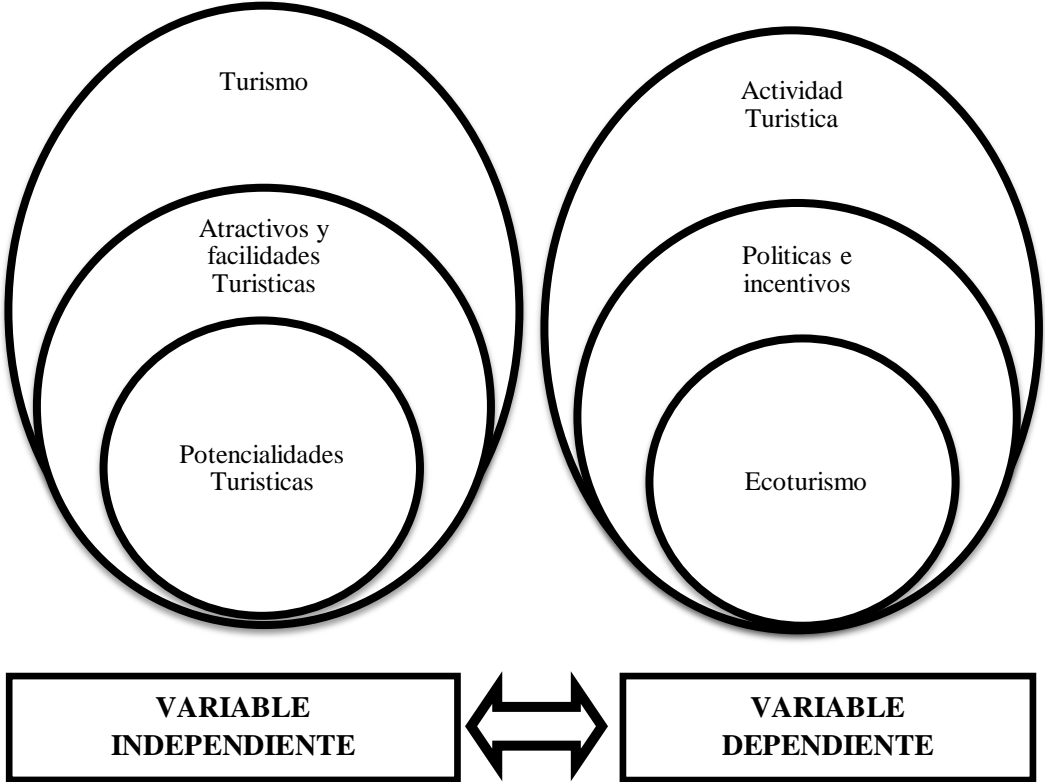 Turismo
Atractivos y
facilidades
Turisticas
Potencialidades
Turisticas
Actividad
Turistica
Politicas e
incentivos
Ecoturismo
VARIABLE
INDEPENDIENTE
VARIABLE
DEPENDIENTE